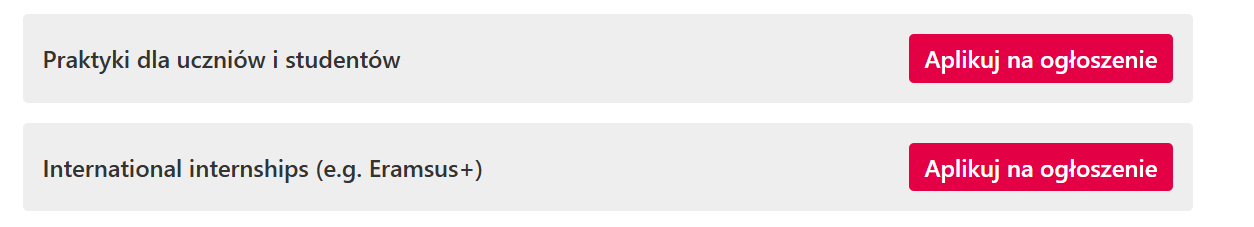 Praktyki dla uczniów i studentów
Aplikuj na ogłoszenie
International internships (e.g. Eramsus+)
Aplikuj na ogłoszenie